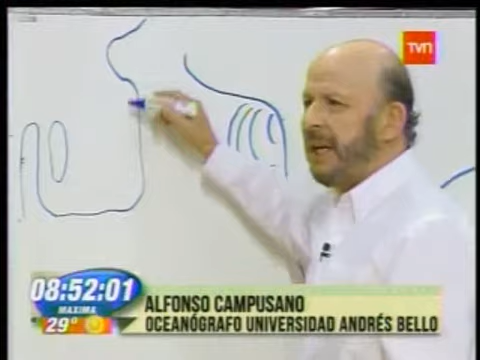 TVN
08:52:01
MAXIMA
29°
ALFONSO CAMPUSANO
OCEANÓGRAFO UNIVERSIDAD ANDRÉS BELLO